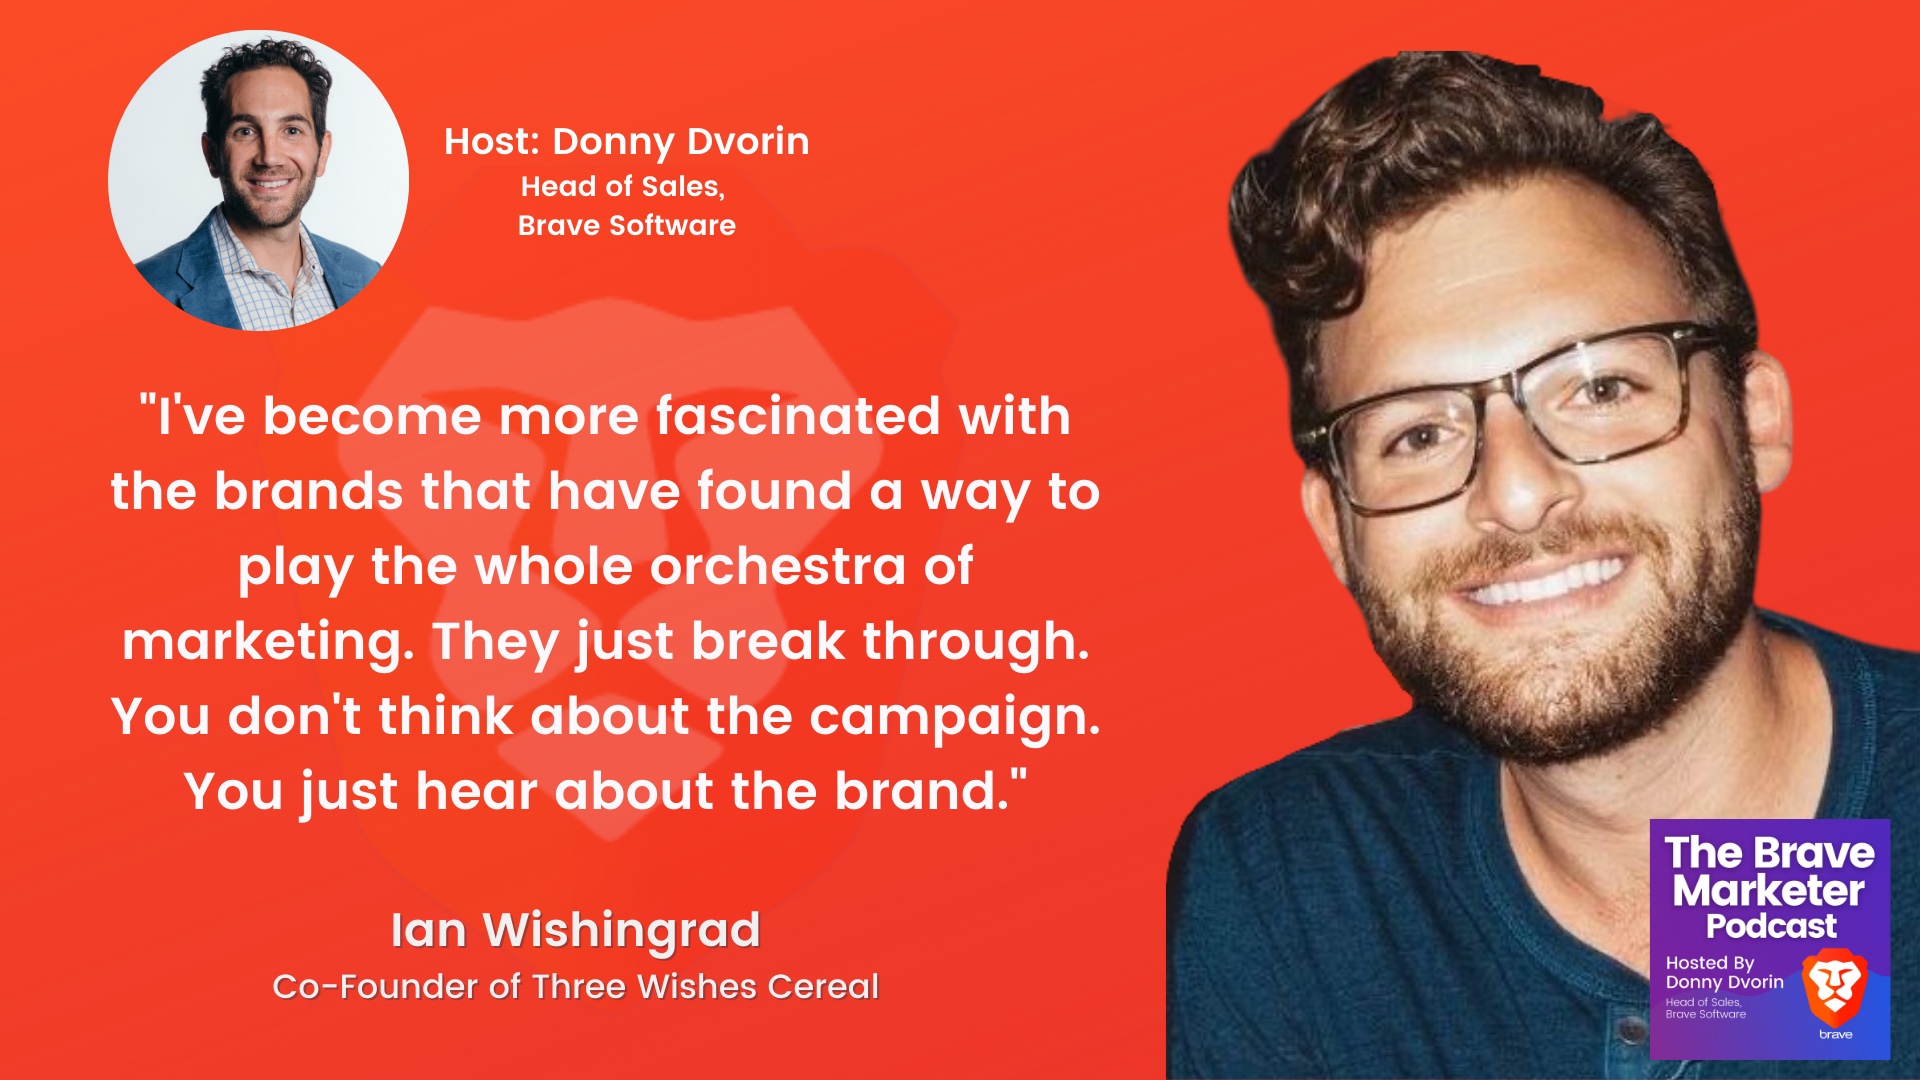 Host: Donny Dvorin
Head of Sales,
Brave Software
"I've become more fascinated with
the brands that have found a way to
play the whole orchestra of
marketing. They just break through.
You don't think about the campaign.
You just hear about the brand."
Ian Wishingrad
Co-Founder of Three Wishes Cereal
The Brave
Marketer
Podcast
Hosted By
Donny Dvorin
Head of Sales,
Brave Software
brave